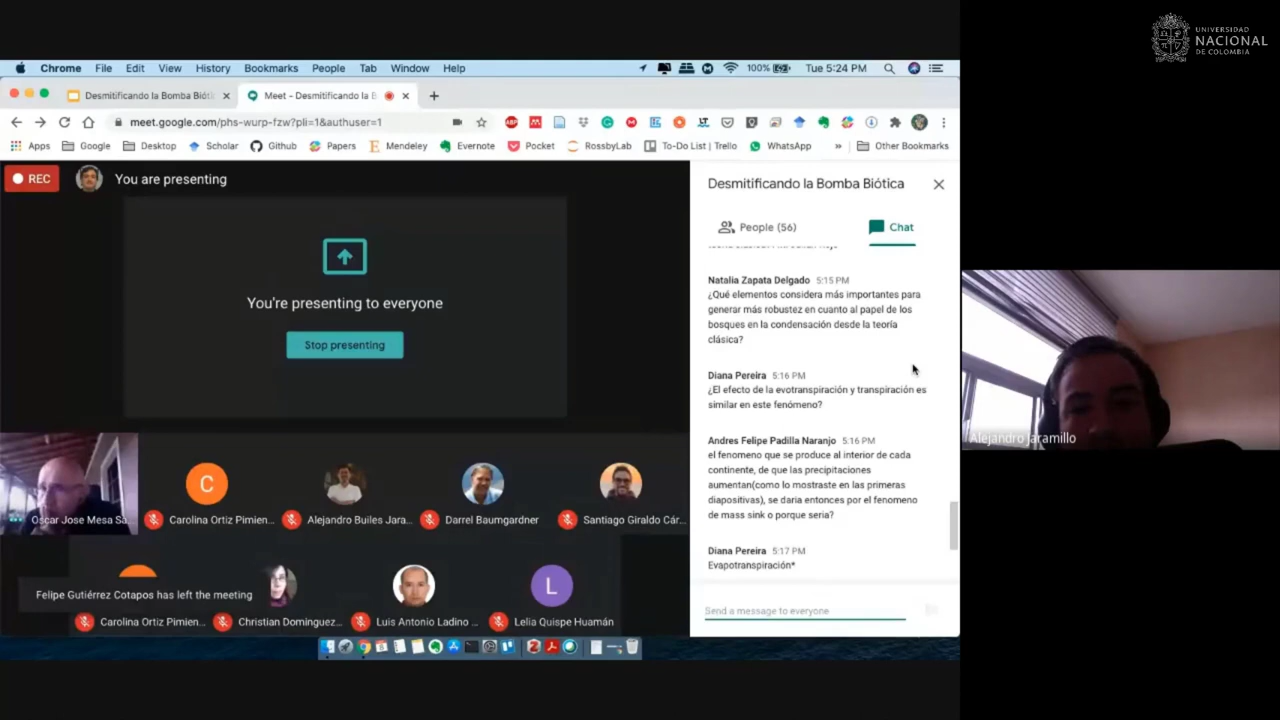 UNIVERSIDAD
NACIONAL
DE COLOMBIA
Chrome File Edit View History Bookmarks People Tab Window Help 100% Tue 5:24 PM
Desmitificando la Bomba Biótic
Meet - Desmitificando la B
meet.google.com/phs-wurp-fzw?pli=1&authuser=1
Apps Google Desktop Scholar Github Papers Mendeley Evernote Pocket RossbyLab To-Do List | Trello WhatsApp » Other Bookmarks
REC
You are presenting
You're presenting to everyone
Stop presenting
Oscar Jose Mesa Sa...
Carolina Ortiz Pimien...
Alejandro Builes Jara...
Darrel Baumgardner
Santiago Giraldo Cár...
Felipe Gutiérrez Cotapos has left the meeting
Carolina Ortiz Pimien...
Christian Dominguez...
Luis Antonio Ladino ...
Lelia Quispe Huamán
C
L
Desmitificando la Bomba Biótica
People (56)
Chat
Natalia Zapata Delgado 5:15 PM
¿Qué elementos considera más importantes para
generar más robustez en cuanto al papel de los
bosques en la condensación desde la teoría
clásica?
Diana Pereira 5:16 PM
¿El efecto de la evotranspiración y transpiración es
similar en este fenómeno?
Andres Felipe Padilla Naranjo 5:16 PM
el fenomeno que se produce al interior de cada
continente, de que las precipitaciones
aumentan(como lo mostraste en las primeras
diapositivas), se daria entonces por el fenomeno
de mass sink o porque seria?
Diana Pereira 5:17 PM
Evapotranspiración*
Send a message to everyone
Alejandro Jaramillo